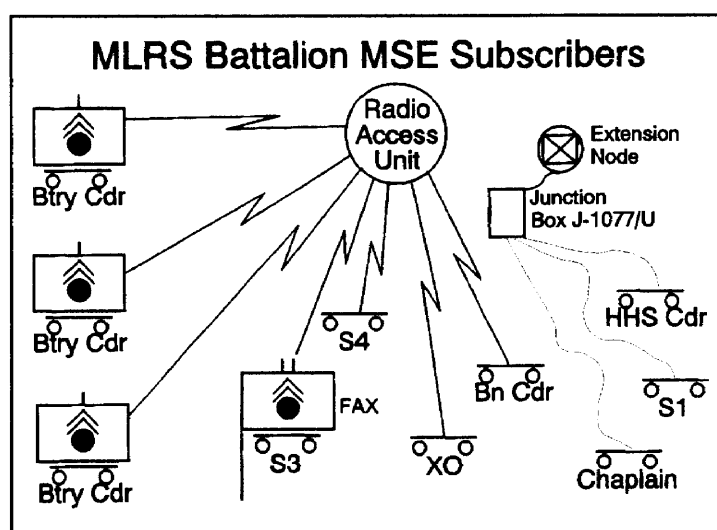 MLRS Battalion MSE Subscribers
Radio
Access
Unit
Extension
Node
Junction
Box J-1077/U
Btry Cdr
Btry Cdr
Btry Cdr
S4
FAX
S3
XO
Bn Cdr
HHS Cdr
S1
Chaplain